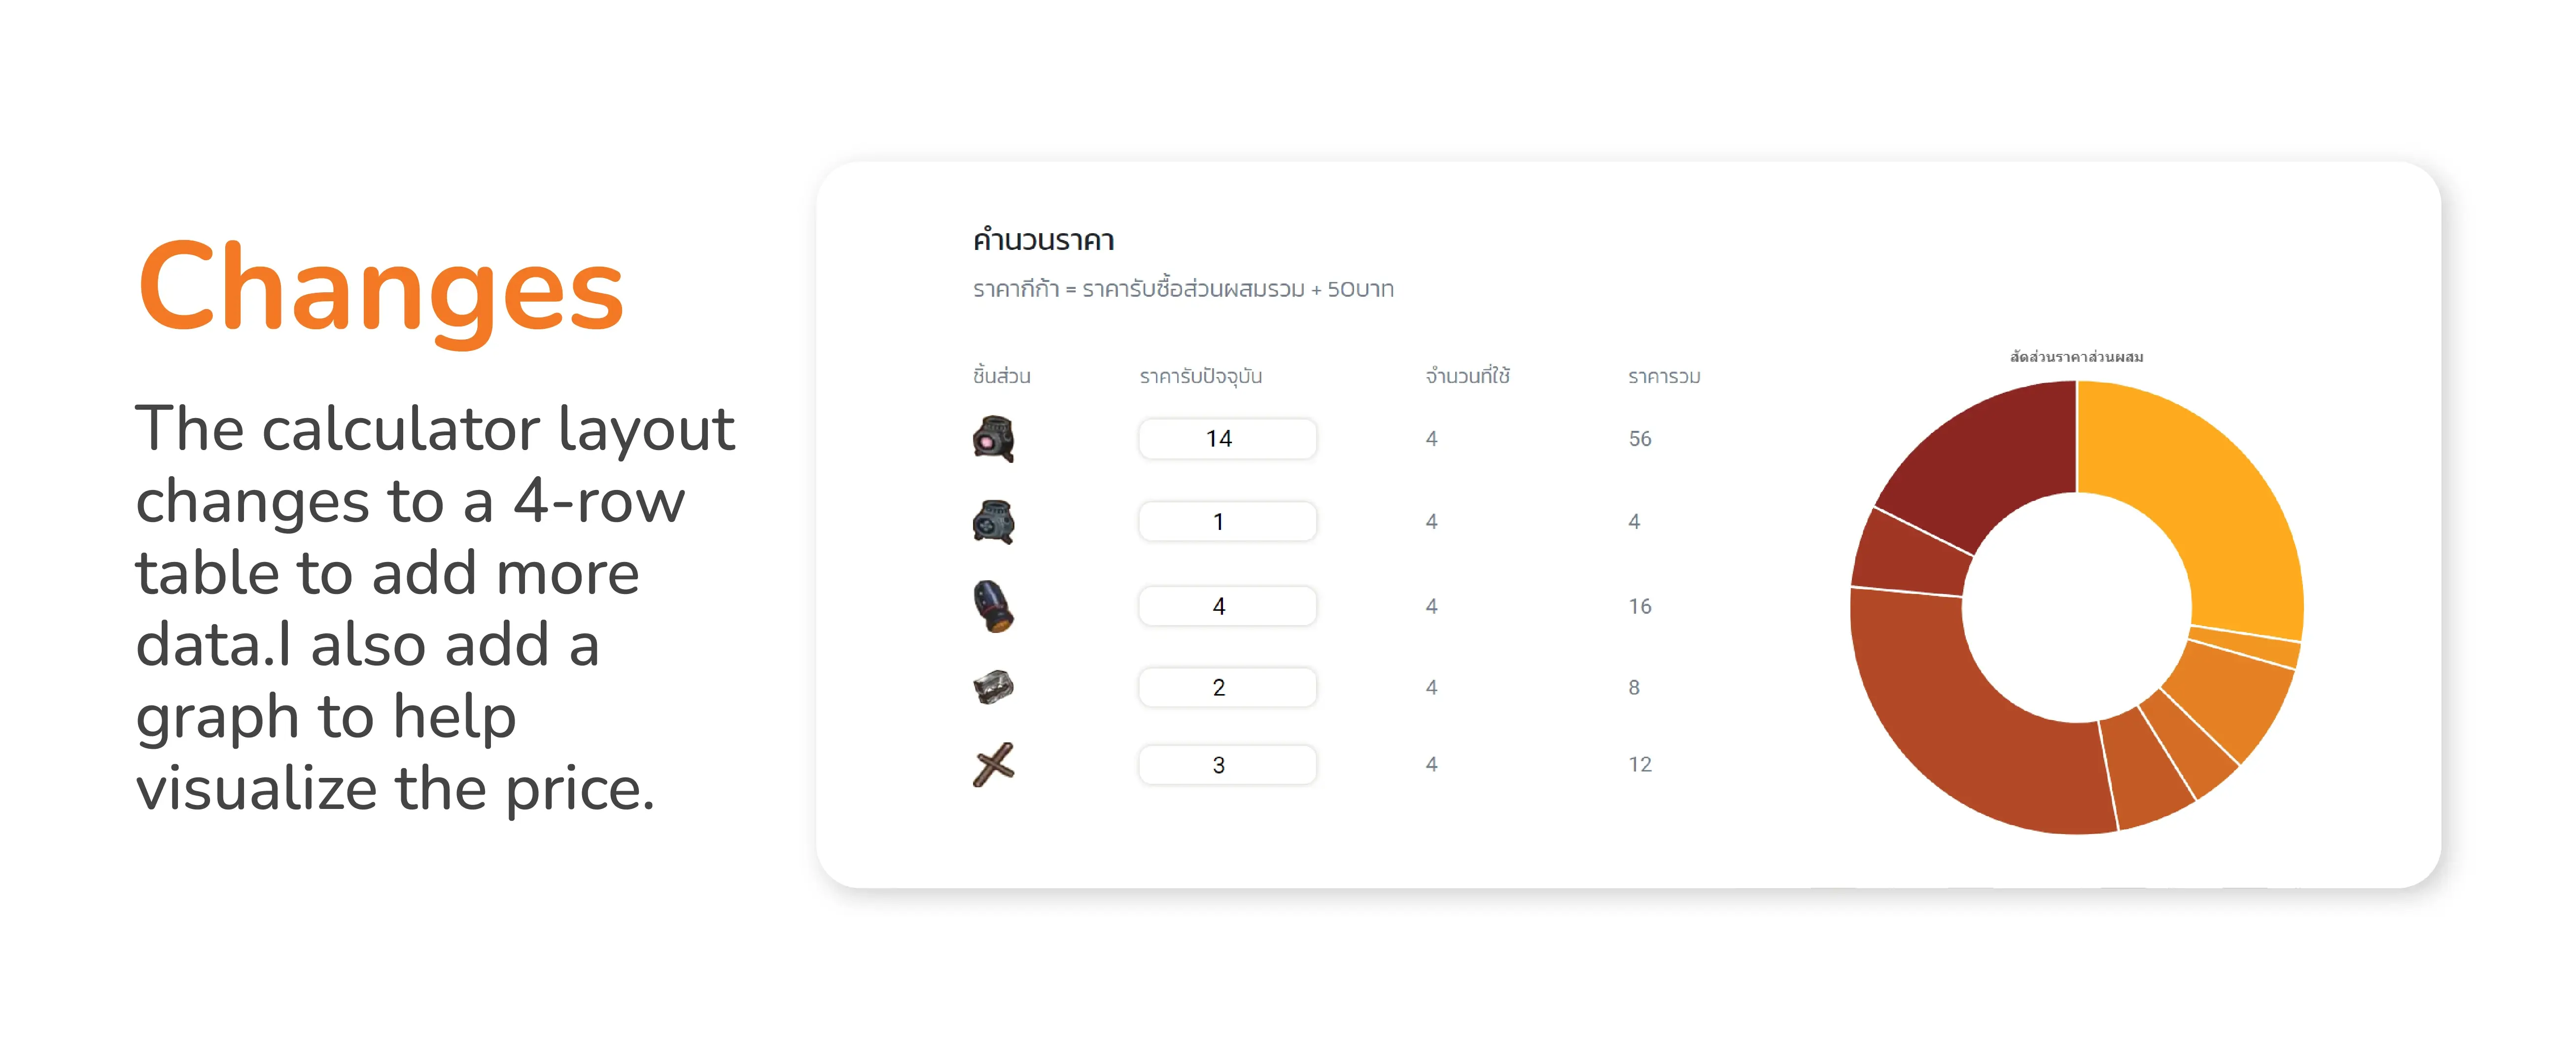 Changes
The calculator layout
changes to a 4-row
table to add more
data.I also add a
graph to help
visualize the price.
คำนวนราคา
ราคากีก้า = ราคารับซื้อส่วนผสมรวม + 50บาท
ชิ้นส่วน ราคารับปัจจุบัน จำนวนที่ใช้ ราคารวม
14 4 56
1 4 4
4 4 16
2 4 8
3 4 12
สัดส่วนราคาส่วนผสม